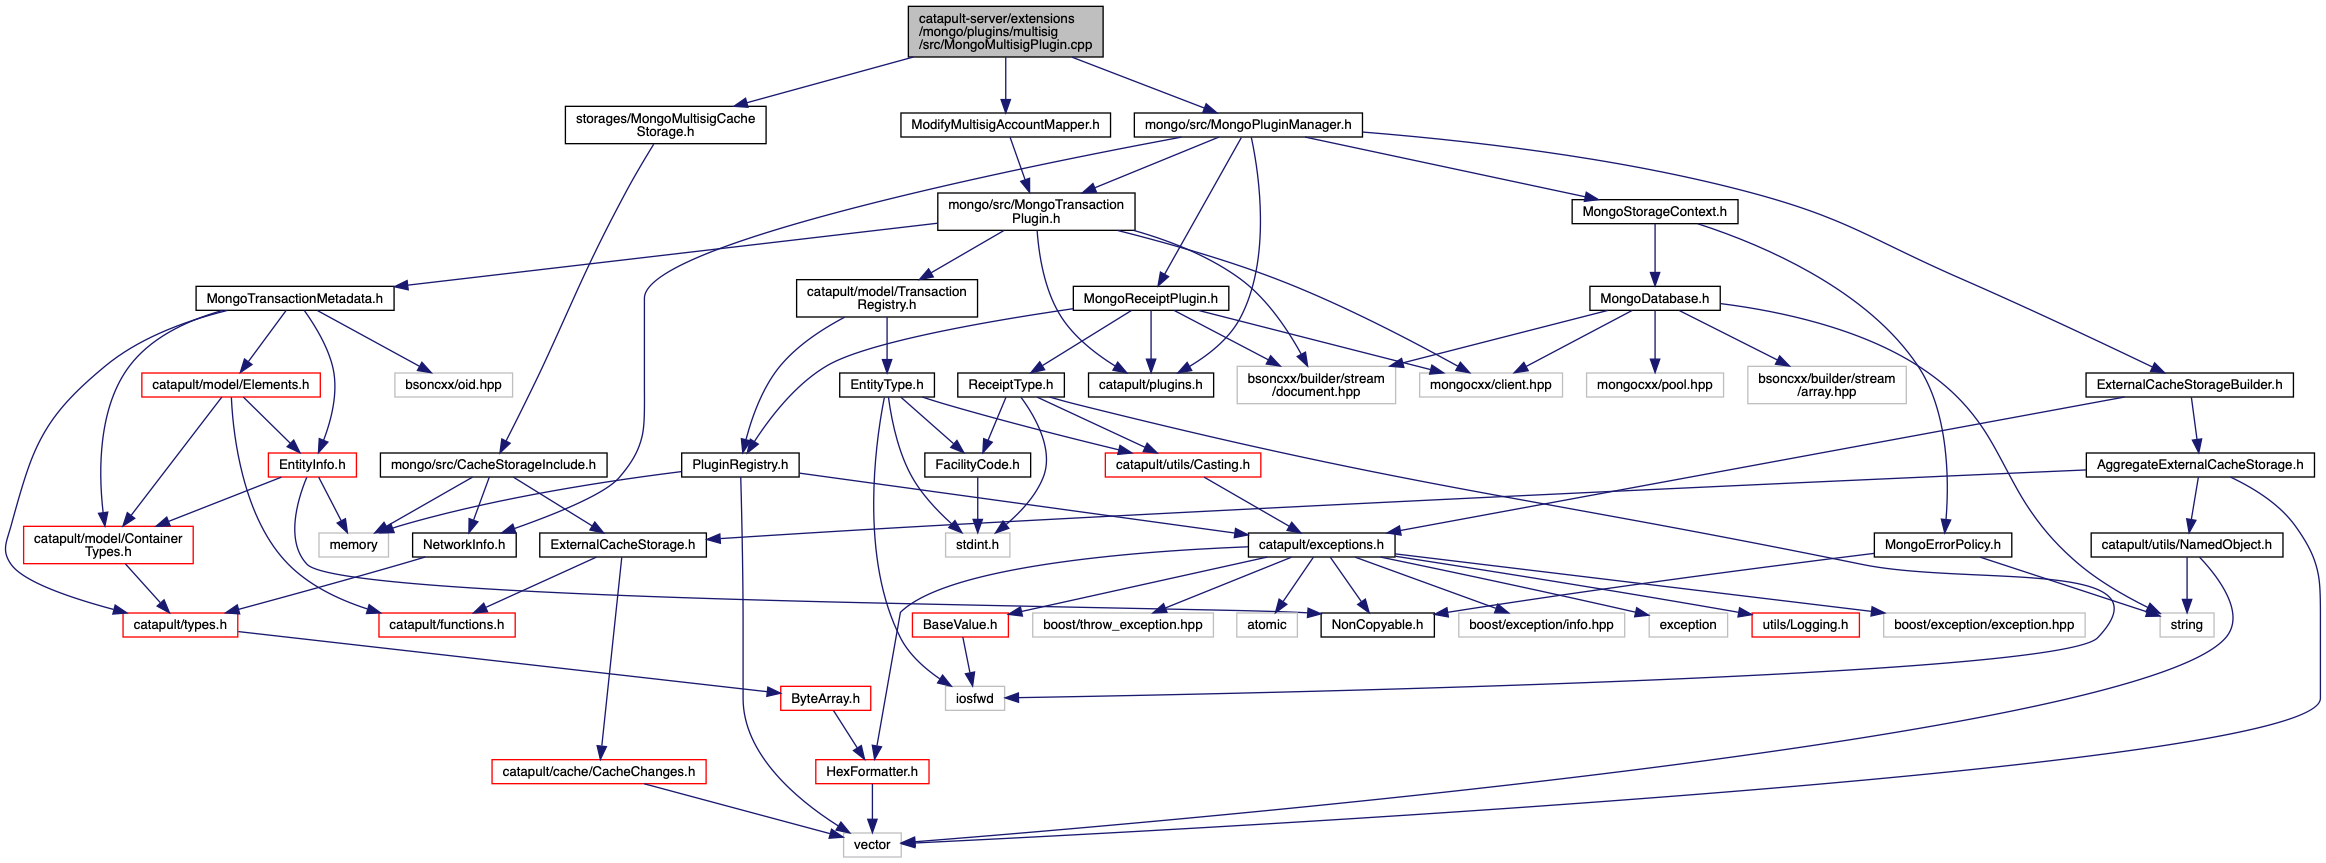 catapult-server/extensions
/mongo/plugins/multisig
/src/MongoMultisigPlugin.cpp
storages/MongoMultisigCache
Storage.h
ModifyMultisigAccountMapper.h
mongo/src/MongoPluginManager.h
mongo/src/MongoTransaction
Plugin.h
MongoStorageContext.h
MongoTransactionMetadata.h
catapult/model/Transaction
Registry.h
MongoReceiptPlugin.h
MongoDatabase.h
catapult/model/Elements.h
bsoncxx/oid.hpp
EntityType.h
ReceiptType.h
catapult/plugins.h
bsoncxx/builder/stream
/document.hpp
mongocxx/client.hpp
mongocxx/pool.hpp
bsoncxx/builder/stream
/array.hpp
ExternalCacheStorageBuilder.h
EntityInfo.h
mongo/src/CacheStorageInclude.h
PluginRegistry.h
FacilityCode.h
catapult/utils/Casting.h
AggregateExternalCacheStorage.h
catapult/model/Container
Types.h
memory
NetworkInfo.h
ExternalCacheStorage.h
stdint.h
catapult/exceptions.h
MongoErrorPolicy.h
catapult/utils/NamedObject.h
catapult/types.h
catapult/functions.h
BaseValue.h
boost/throw_exception.hpp
atomic
NonCopyable.h
boost/exception/info.hpp
exception
utils/Logging.h
boost/exception/exception.hpp
string
ByteArray.h
iosfwd
catapult/cache/CacheChanges.h
HexFormatter.h
vector